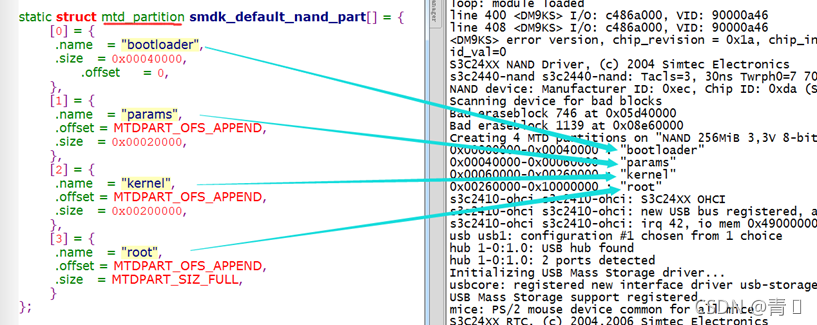 static struct mtd_partition smdk_default_nand_part[] = {
[0] = {
.name = "bootloader",
.size = 0x00040000,
.offset = 0,
},
[1] = {
.name = "params",
.offset = MTDPART_OFS_APPEND,
.size = 0x00020000,
},
[2] = {
.name = "kernel",
.offset = MTDPART_OFS_APPEND,
.size = 0x00200000,
},
[3] = {
.name = "root",
.offset = MTDPART_OFS_APPEND,
.size = MTDPART_SIZ_FULL,
}
};
loop: module loaded
line 400 <DM9KS> I/O: c486a000, VID: 90000a46
line 408 <DM9KS> I/O: c486a000, VID: 90000a46
<DM9KS> error version, chip_revision = 0x1a, chip_in
id_val=0
S3C24XX NAND Driver, (c) 2004 Simtec Electronics
s3c2440-nand s3c2440-nand: Tacls=3, 30ns Twrph0=7 70
NAND device: Manufacturer ID: 0xec, Chip ID: 0xda (S
Scanning device for bad blocks
Bad eraseblock 746 at 0x05d40000
Bad eraseblock 1139 at 0x08e60000
Creating 4 MTD partitions on "NAND 256MiB 3,3V 8-bit
0x00000000-0x00040000 : "bootloader"
0x00040000-0x00060000 : "params"
0x00060000-0x00260000 : "kernel"
0x00260000-0x10000000 : "root"
s3c2410-ohci s3c2410-ohci: S3C24XX OHCI
s3c2410-ohci s3c2410-ohci: new USB bus registered, a
s3c2410-ohci s3c2410-ohci: irq 42, io mem 0x49000000
usb usb1: configuration #1 chosen from 1 choice
hub 1-0:1.0: USB hub found
hub 1-0:1.0: 2 ports detected
Initializing USB Mass Storage driver...
usbcore: registered new interface driver usb-storage
USB Mass Storage support registered.
mice: PS/2 mouse device common for all mice
S3C24XX RTC, (c) 2004,2006 Simtec Electronics
CSDN @青